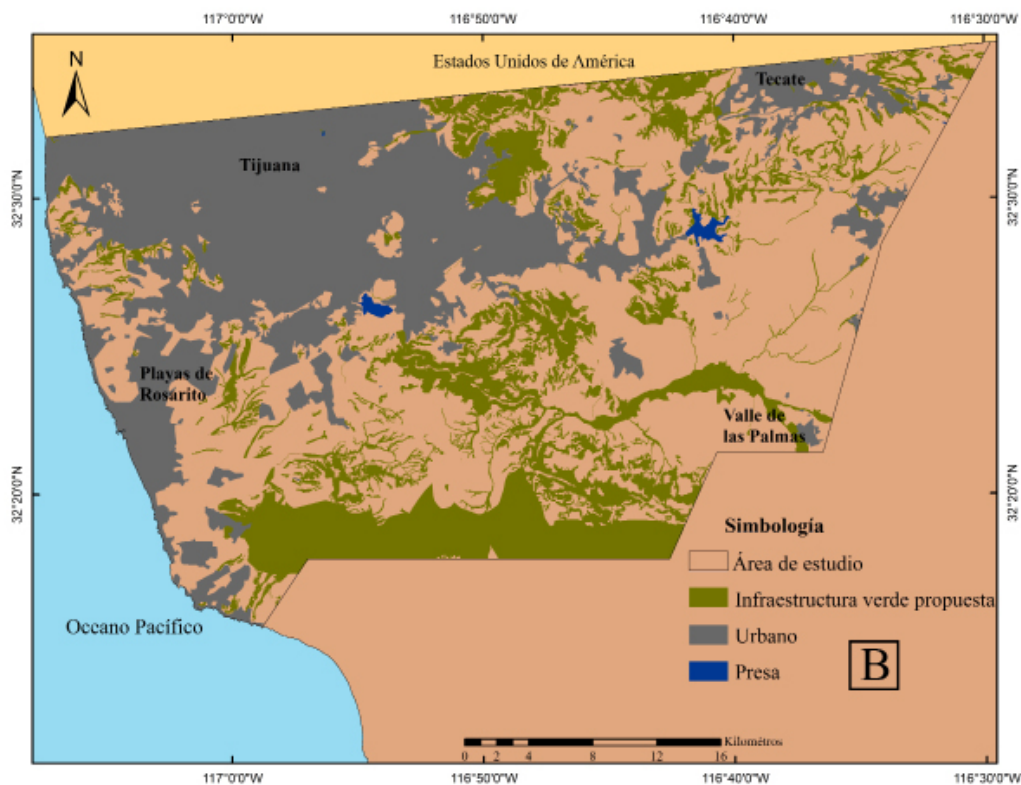 117°0'0"W 116°50'0"W 116°40'0"W 116°30'0"W
N
Estados Unidos de América
Tecate
Tijuana
32°30'0"N
32°30'0"N
Playas de
Rosarito
Valle de
las Palmas
32°20'0"N
32°20'0"N
Simbología
Área de estudio
Infraestructura verde propuesta
Urbano
Presa
B
Occeano Pacífico
Kilométros
0 2 4 8 12 16
117°0'0"W 116°50'0"W 116°40'0"W 116°30'0"W